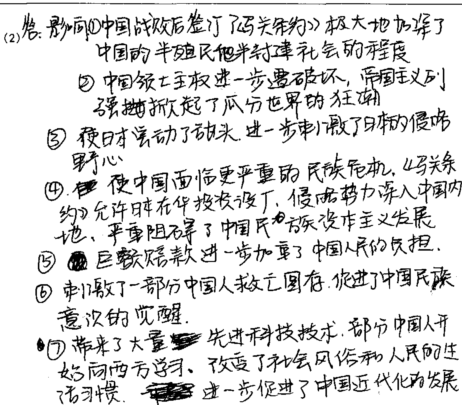 (2) 答:影响①中国战败后签订了《马关条约》极大地加深了
中国的半殖民地半封建社会的程度
② 中国领土主权进一步遭破坏、帝国主义列
强掀起了瓜分世界的狂潮
③ 使日本尝到了甜头.进一步刺激了日本的侵略
野心
④. 使中国面临更严重的民族危机,《马关条
约》允许日本在华投资设厂,侵略势力深入中国内
地、严重阻碍了中国民族资本主义发展
⑤ 巨额赔款进一步加重了中国人民的负担.
⑥ 刺激了一部分中国人救亡图存.促进了中国民族
意识的觉醒.
⑦ 带来了大量先进科技技术.部分中国人开
始向西方学习、改变了社会风俗和人民的生
活习惯. 进一步促进了中国近代化的发展